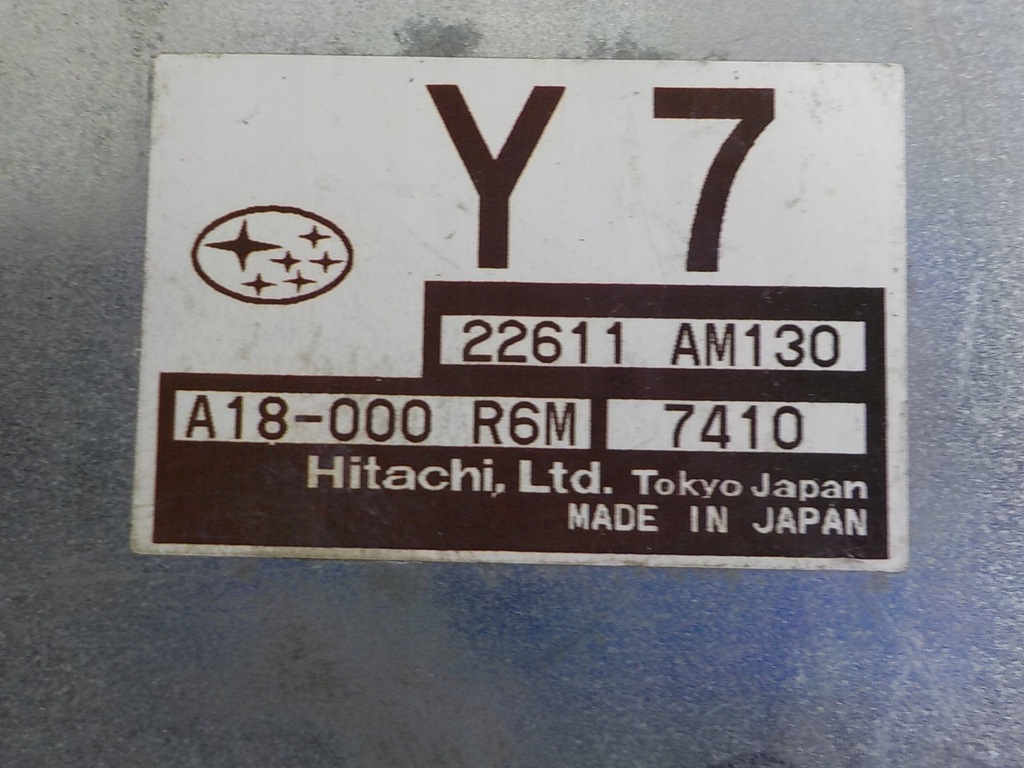 Y 7
22611 AM130
A18-000 R6M 7410
Hitachi, Ltd. Tokyo Japan
MADE IN JAPAN